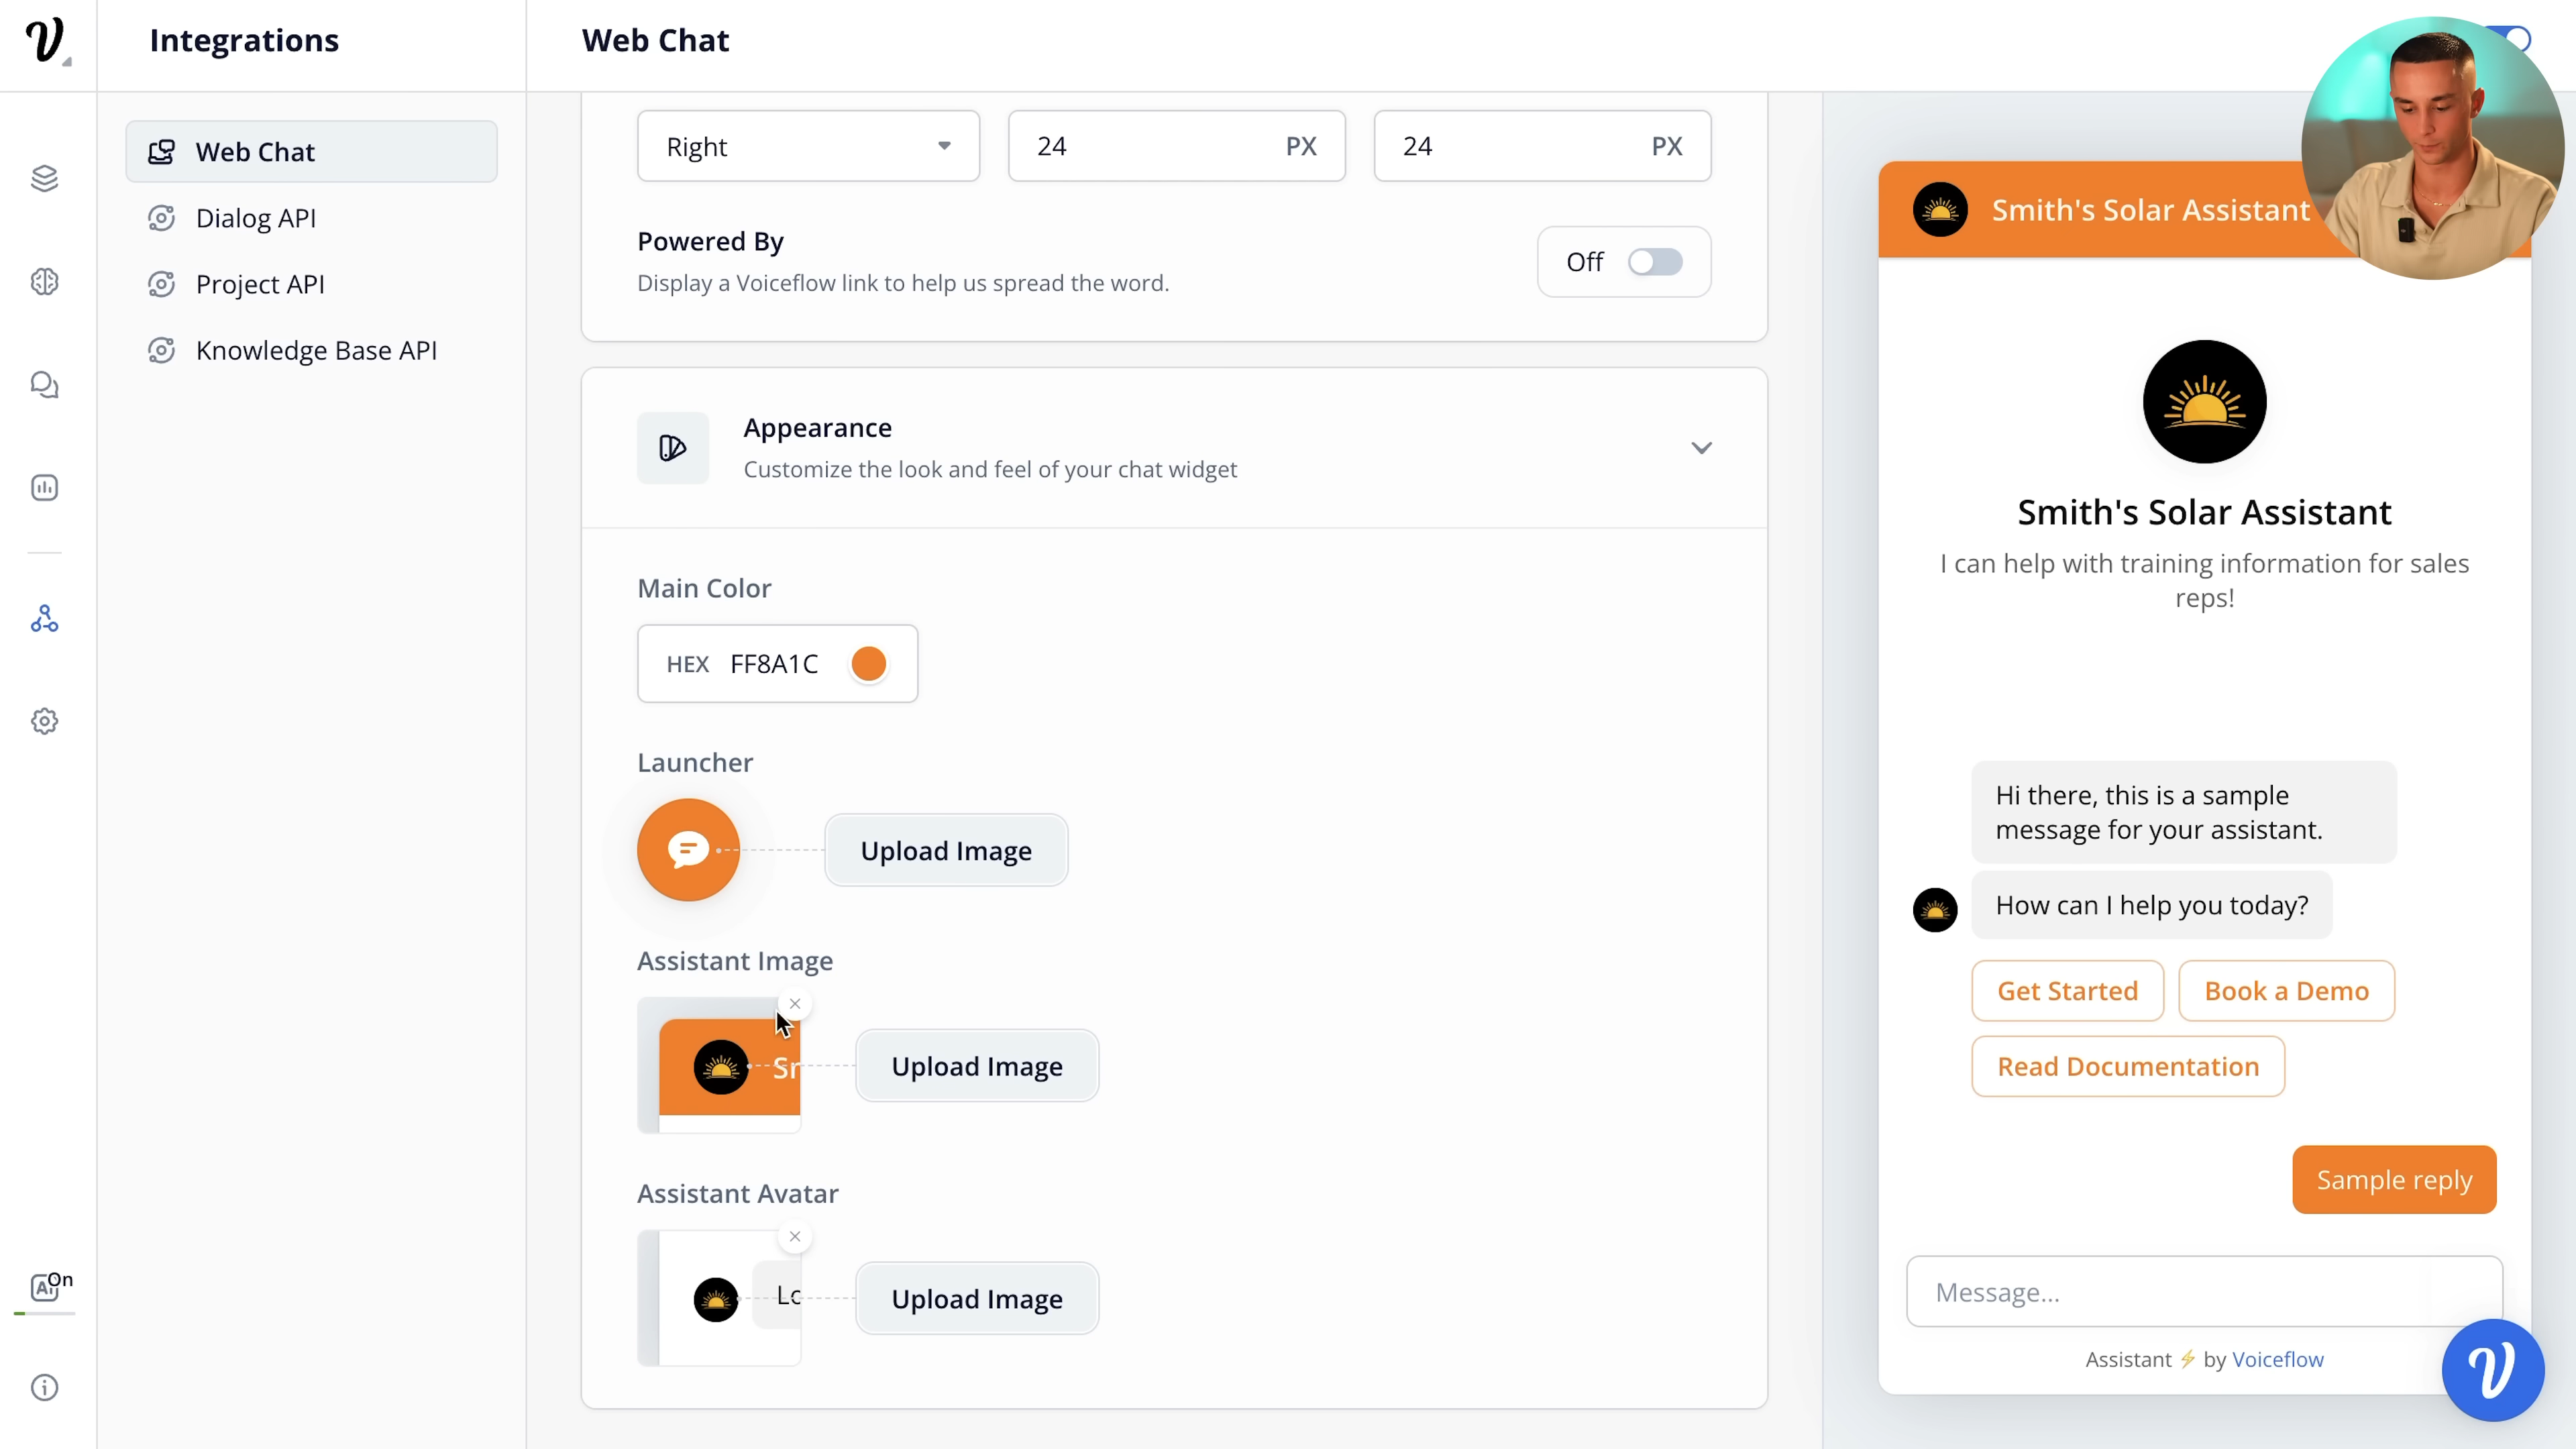 Integrations
Web Chat
Web Chat
Dialog API
Project API
Knowledge Base API
On
Right
24 PX
24 PX
Powered By
Display a Voiceflow link to help us spread the word.
Off
Appearance
Customize the look and feel of your chat widget
Main Color
HEX FF8A1C
Launcher
Upload Image
Assistant Image
Sr
Upload Image
Assistant Avatar
Lo
Upload Image
Smith's Solar Assistant
Smith's Solar Assistant
I can help with training information for sales
reps!
Hi there, this is a sample
message for your assistant.
How can I help you today?
Get Started
Book a Demo
Read Documentation
Sample reply
Message...
Assistant ⚡ by Voiceflow